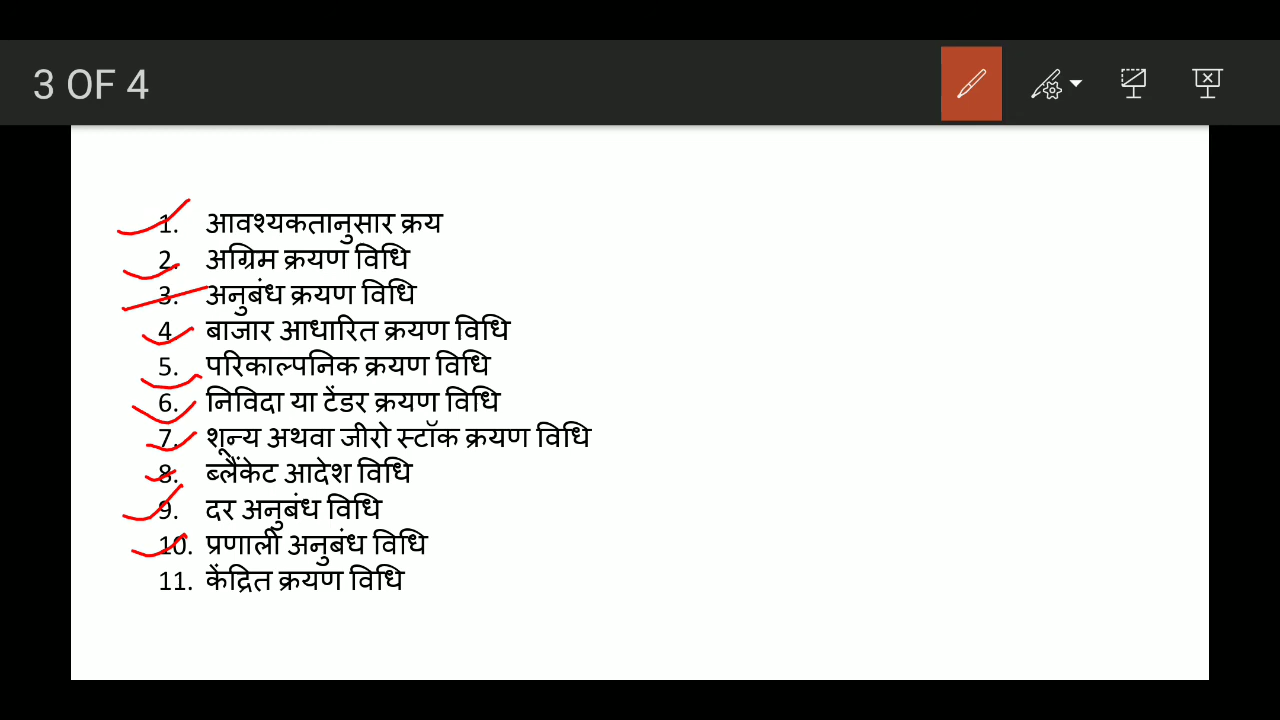 3 OF 4
1. आवश्यकतानुसार क्रय
2. अग्रिम क्रयण विधि
3. अनुबंध क्रयण विधि
4. बाजार आधारित क्रयण विधि
5. परिकाल्पनिक क्रयण विधि
6. निविदा या टेंडर क्रयण विधि
7. शून्य अथवा जीरो स्टॉक क्रयण विधि
8. ब्लैंकेट आदेश विधि
9. दर अनुबंध विधि
10. प्रणाली अनुबंध विधि
11. केंद्रित क्रयण विधि